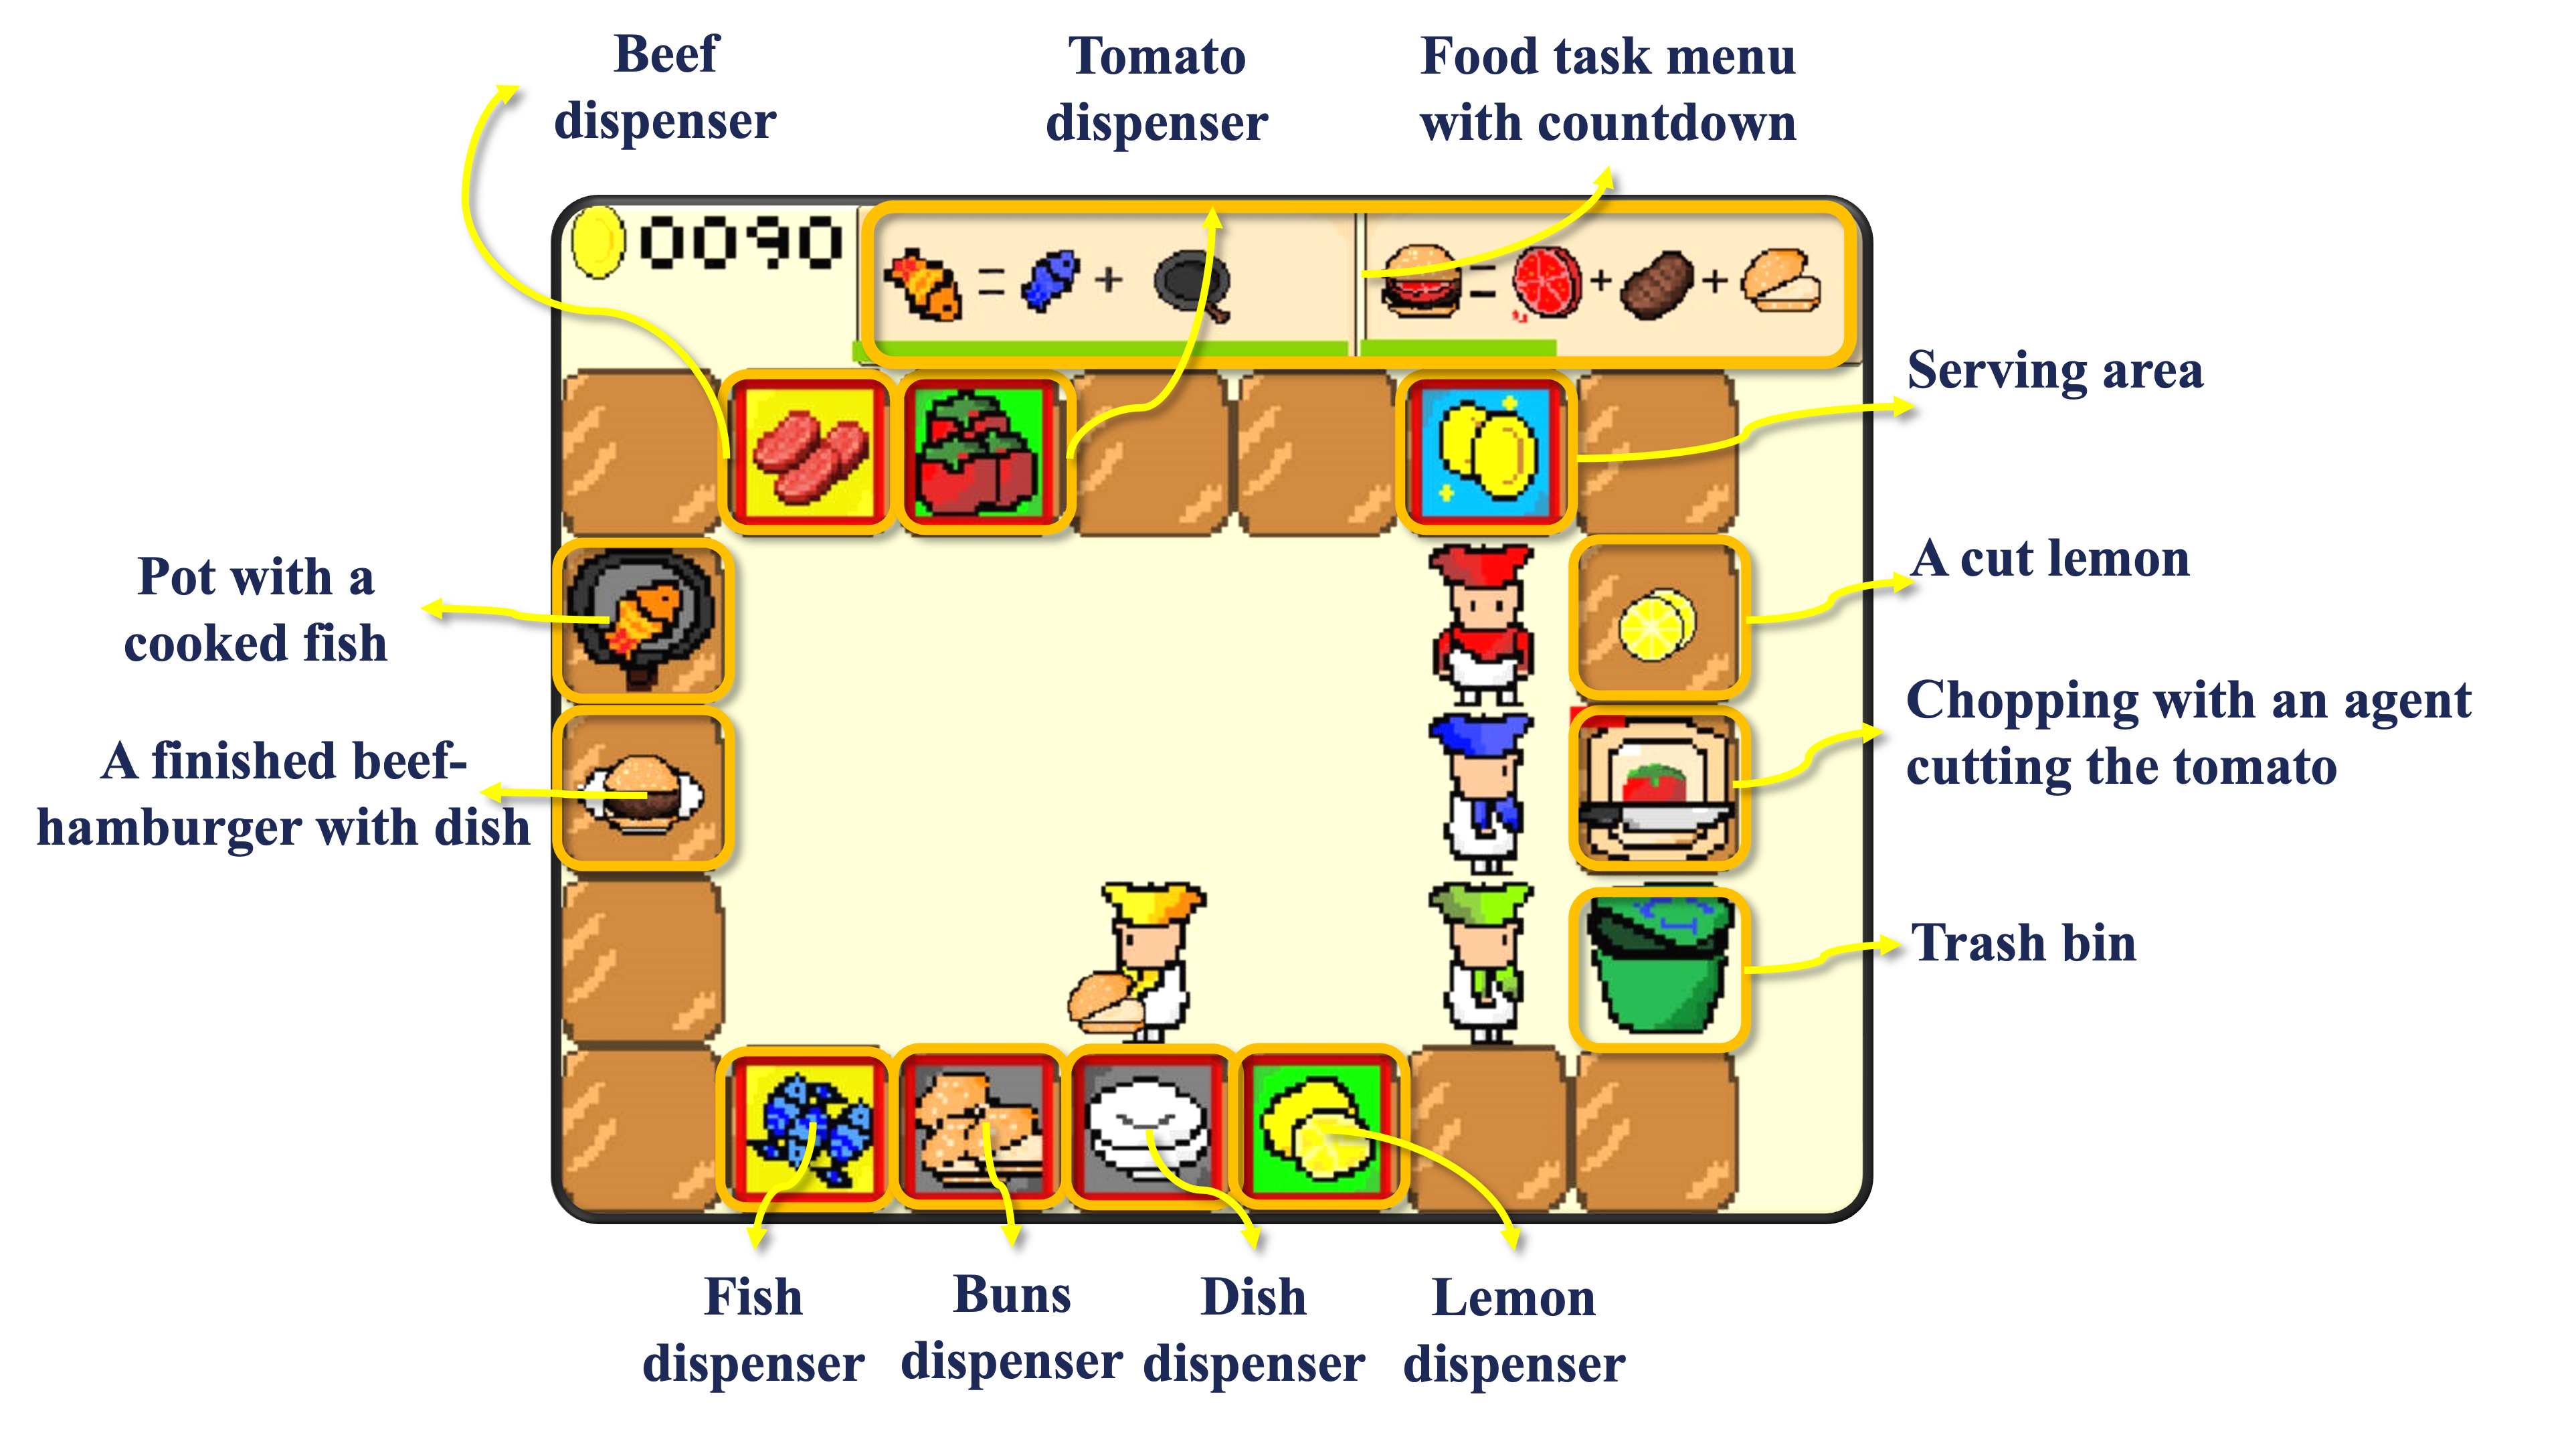 Beef
dispenser
Tomato
dispenser
Food task menu
with countdown
0090
= +
= + +
Serving area
A cut lemon
Pot with a
cooked fish
Chopping with an agent
cutting the tomato
A finished beef-
hamburger with dish
Trash bin
Fish
dispenser
Buns
dispenser
Dish
dispenser
Lemon
dispenser